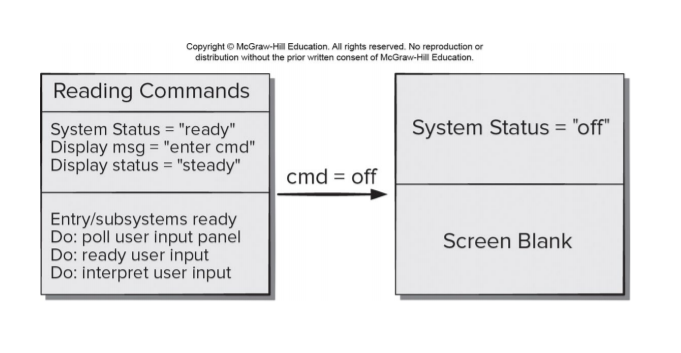 Copyright © McGraw-Hill Education. All rights reserved. No reproduction or
distribution without the prior written consent of McGraw-Hill Education.
Reading Commands
System Status = "ready"
Display msg = "enter cmd"
Display status = "steady"
Entry/subsystems ready
Do: poll user input panel
Do: ready user input
Do: interpret user input
cmd = off
System Status = "off"
Screen Blank